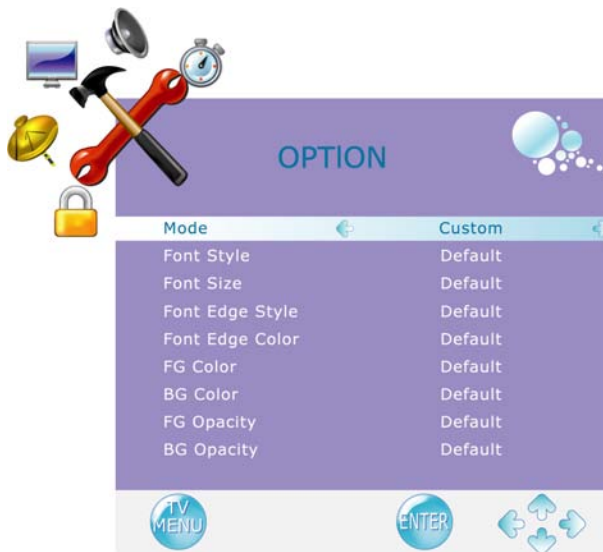 OPTION
Mode Custom
Font Style Default
Font Size Default
Font Edge Style Default
Font Edge Color Default
FG Color Default
BG Color Default
FG Opacity Default
BG Opacity Default
TV
MENU
ENTER